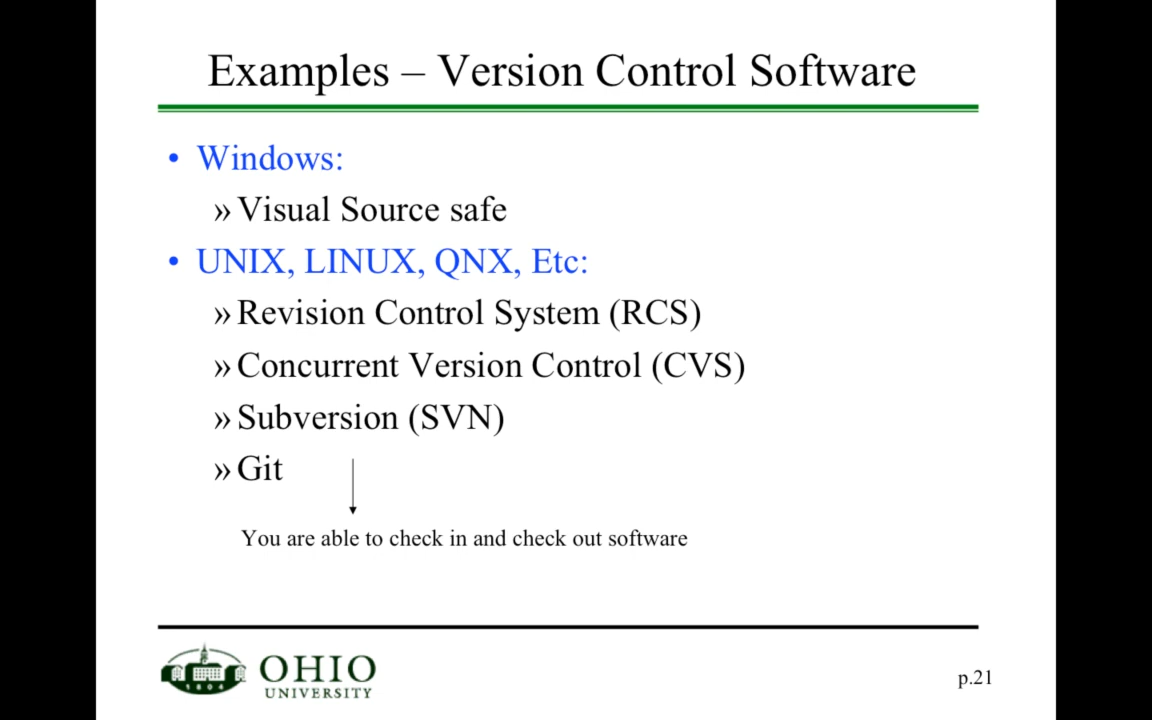 Examples – Version Control Software
• Windows:
» Visual Source safe
• UNIX, LINUX, QNX, Etc:
» Revision Control System (RCS)
» Concurrent Version Control (CVS)
» Subversion (SVN)
» Git
You are able to check in and check out software
1804
OHIO
UNIVERSITY
p.21